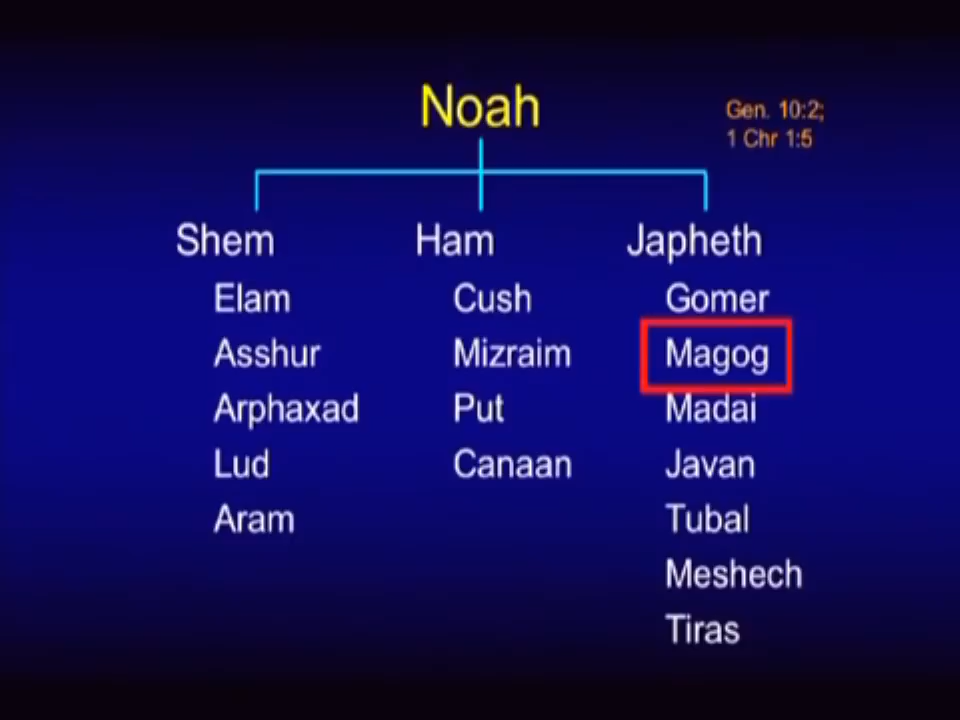 Noah
Gen. 10:2;
1 Chr 1:5
Shem
Elam
Asshur
Arphaxad
Lud
Aram
Ham
Cush
Mizraim
Put
Canaan
Japheth
Gomer
Magog
Madai
Javan
Tubal
Meshech
Tiras